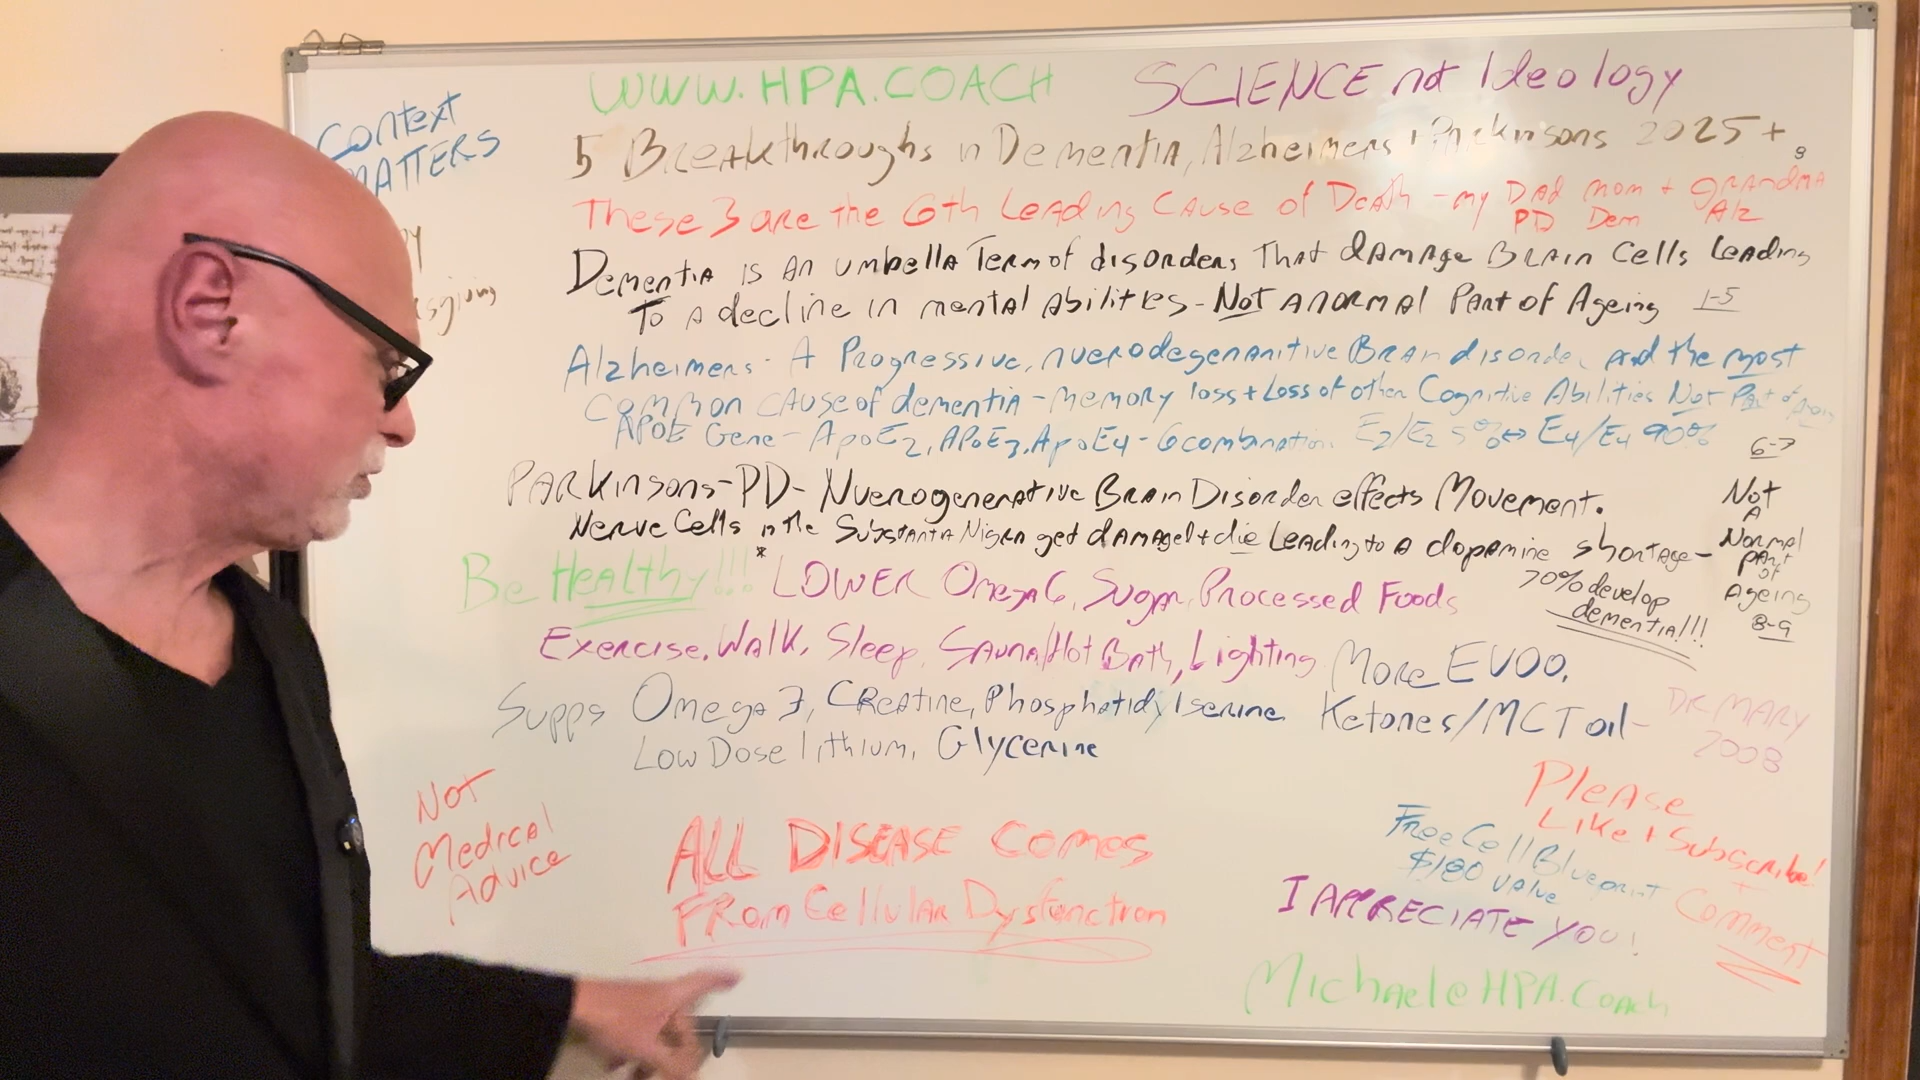 WWW.HPA.COACH SCIENCE not Ideology
Context
MATTERS
5 Breakthroughs in Dementia, Alzheimers + Parkinsons 2025+
These 3 are the 6th Leading Cause of Death - my Dad mom + grandma
PD Dem Alz
Dementia is an umbella Term of disorders That damage Brain Cells Leading
To a decline in mental abilities - Not a normal Part of Ageing 1-5
Alzheimers - A Progressive, nuerodegenanitive Brain disorder and the most
common cause of dementia - memory loss + Loss of other Cognitive Abilities Not Part of
APOE Gene - ApoE2, APoE3, ApoE4 - 6 combinations E2/E2 5% ↔ E4/E4 90%
6-7
Parkinsons - PD - Nuerogenerative Brain Disorder effects Movement.
Nerve Cells in the Substantia Nigra get damaged + die Leading to a dopamine shortage -
Not
A
Normal
part
of
Ageing
8-9
70% develop
dementia!!!
Be Healthy!!! * LOWER Omega 6, Sugar, Processed Foods
Exercise, Walk, Sleep, Sauna/Hot Bath, Lighting More EVOO,
Supps Omega 3, Creatine, Phosphotidylserine Ketones/MCT oil -
DR MARY
2008
Low Dose lithium, Glycerine
Not
Medical
Advice
ALL DISEASE Comes
From Cellular Dysfunction
Please
Like + Subscribe!
+
Comment
Free Cell Blueprint
$180 value
I APPRECIATE YOU!
Michael@HPA.Coach